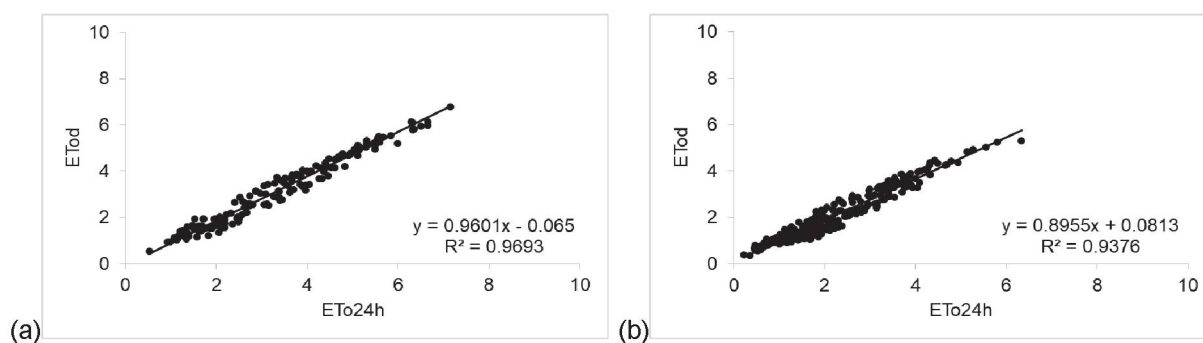 10
8
6
4
2
0
ETod
y = 0.9601x - 0.065
R² = 0.9693
0 2 4 6 8 10
ETo24h
(a)
10
8
6
4
2
0
ETod
y = 0.8955x + 0.0813
R² = 0.9376
0 2 4 6 8 10
ETo24h
(b)